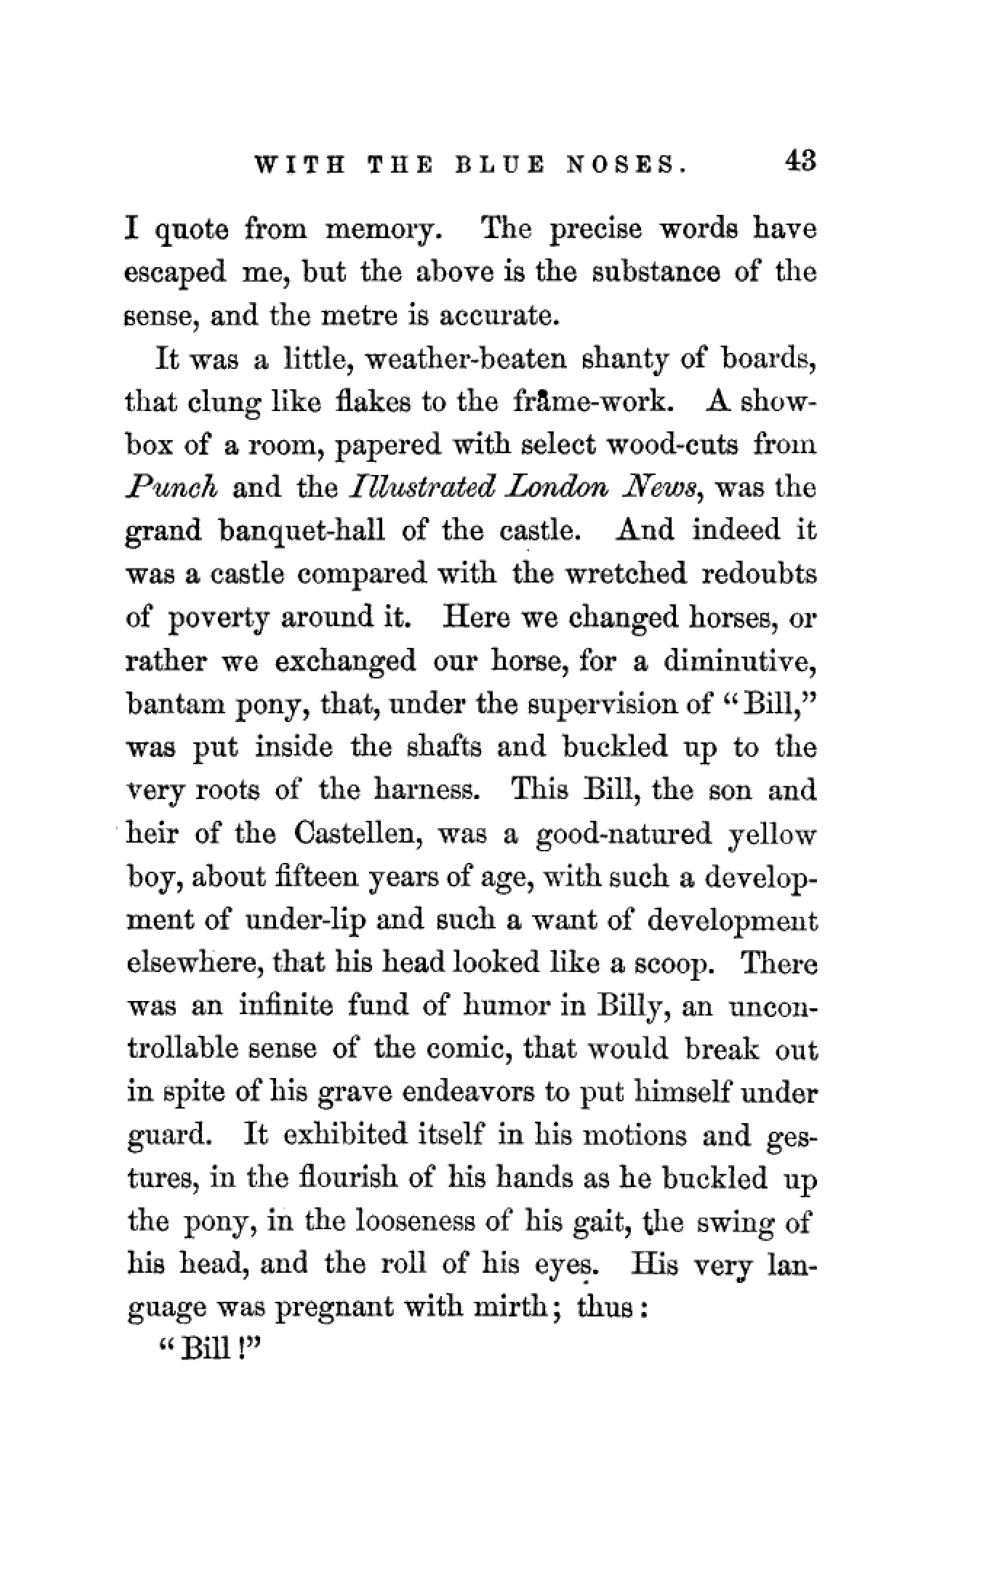 WITH THE BLUE NOSES. 43
I quote from memory. The precise words have
escaped me, but the above is the substance of the
sense, and the metre is accurate.
It was a little, weather-beaten shanty of boards,
that clung like flakes to the frame-work. A show-
box of a room, papered with select wood-cuts from
Punch and the Illustrated London News, was the
grand banquet-hall of the castle. And indeed it
was a castle compared with the wretched redoubts
of poverty around it. Here we changed horses, or
rather we exchanged our horse, for a diminutive,
bantam pony, that, under the supervision of “Bill,”
was put inside the shafts and buckled up to the
very roots of the harness. This Bill, the son and
heir of the Castellen, was a good-natured yellow
boy, about fifteen years of age, with such a develop-
ment of under-lip and such a want of development
elsewhere, that his head looked like a scoop. There
was an infinite fund of humor in Billy, an uncon-
trollable sense of the comic, that would break out
in spite of his grave endeavors to put himself under
guard. It exhibited itself in his motions and ges-
tures, in the flourish of his hands as he buckled up
the pony, in the looseness of his gait, the swing of
his head, and the roll of his eyes. His very lan-
guage was pregnant with mirth; thus:
“Bill!”